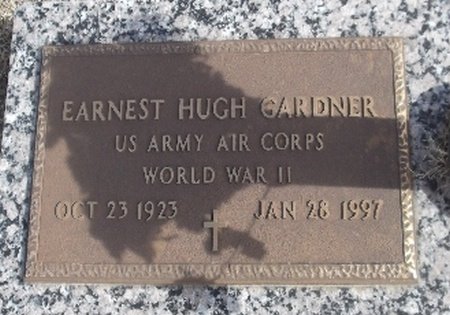 EARNEST HUGH GARDNER
US ARMY AIR CORPS
WORLD WAR II
OCT 23 1923 JAN 28 1997